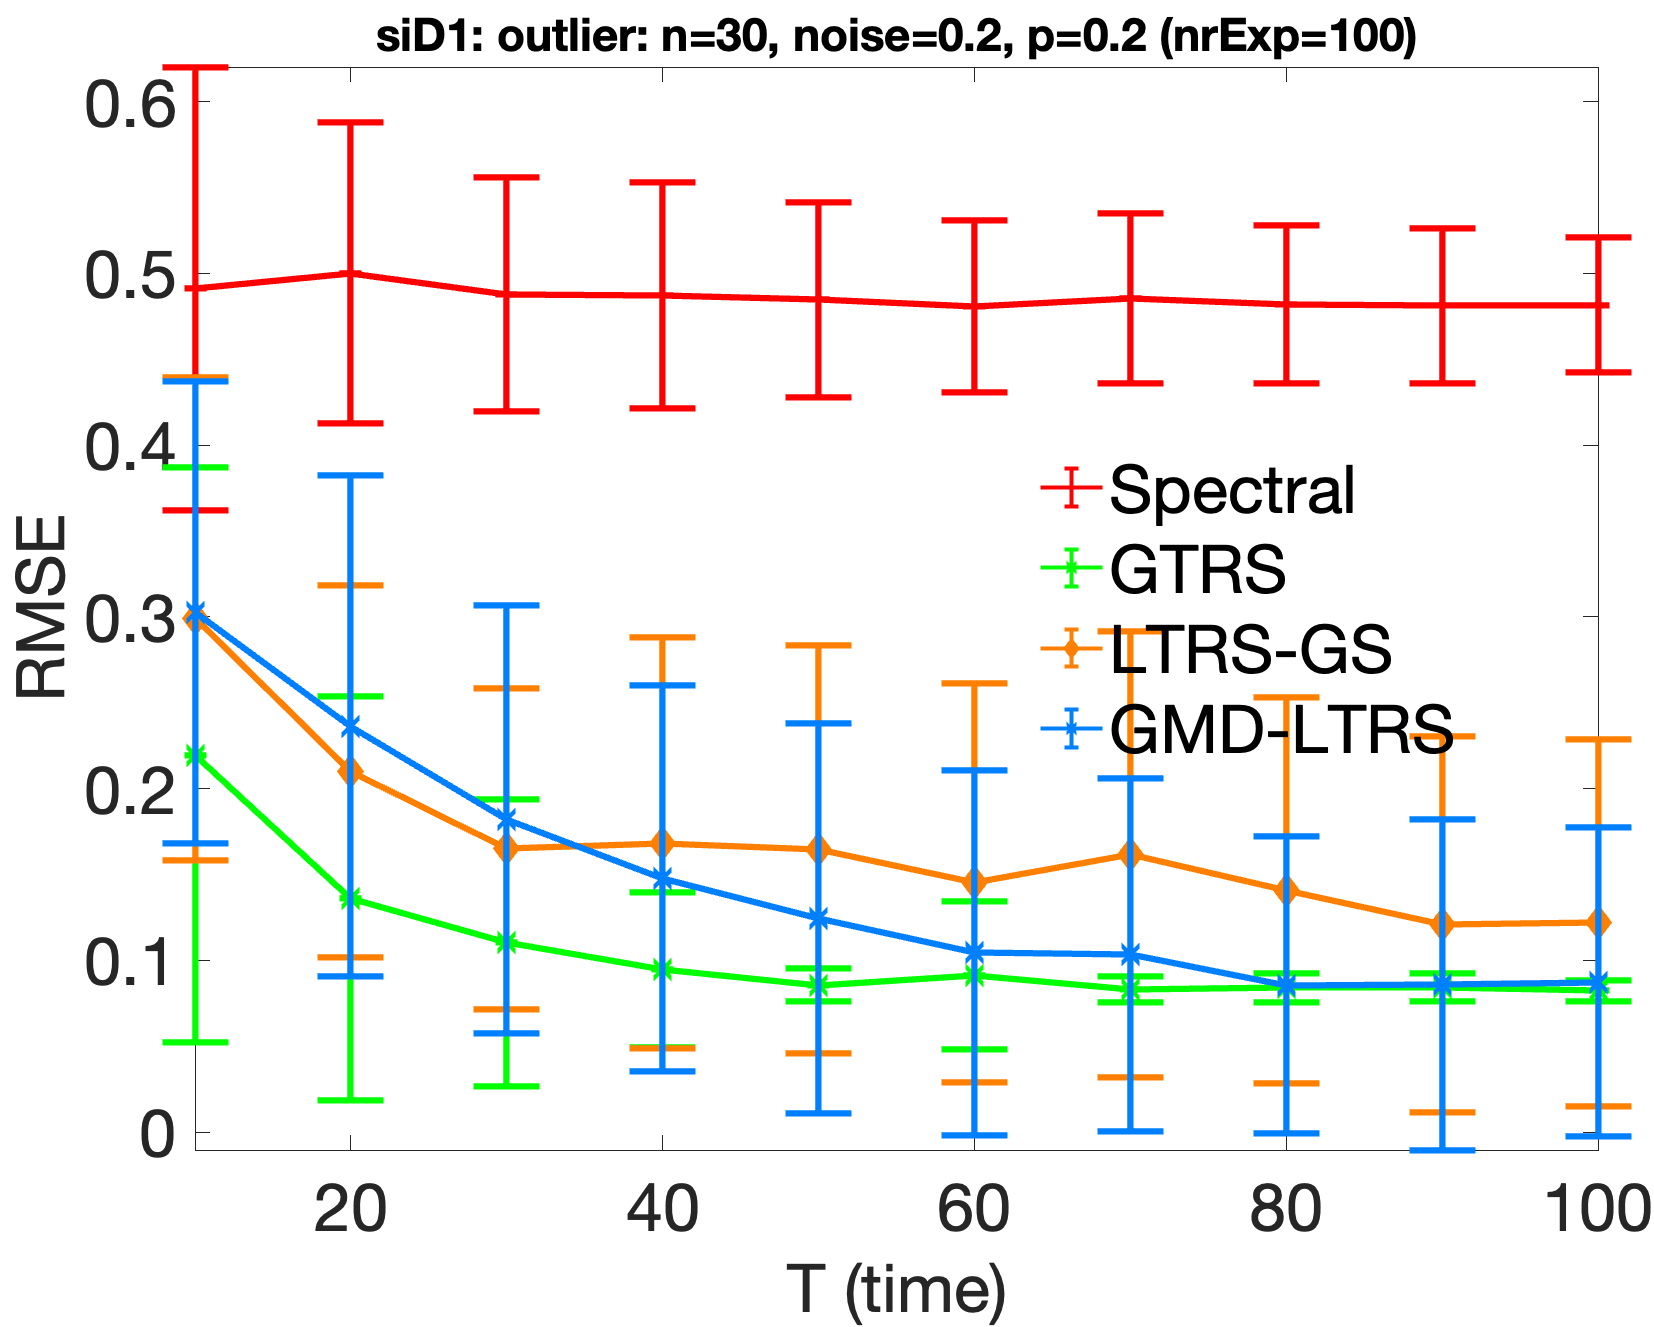 siD1: outlier: n=30, noise=0.2, p=0.2 (nrExp=100)
0.6
0.5
0.4
0.3
0.2
0.1
0
RMSE
Spectral
GTRS
LTRS-GS
GMD-LTRS
20 40 60 80 100
T (time)